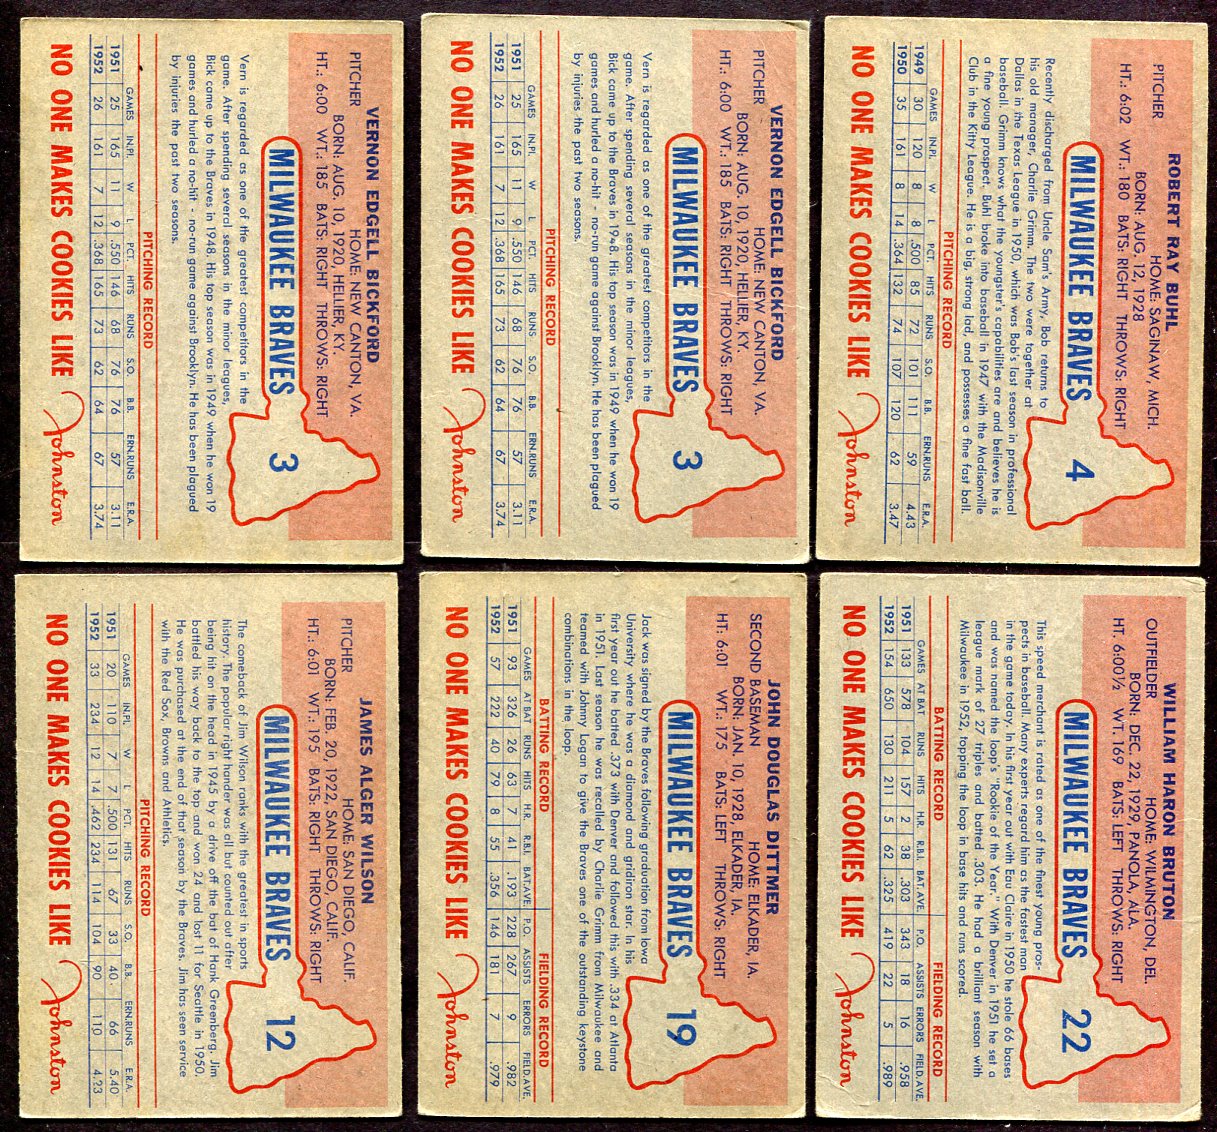 VERNON EDGELL BICKFORD
PITCHER HOME: NEW CANTON, VA.
BORN: AUG. 10, 1920, HELLIER, KY.
HT.: 6:00 WT.: 185 BATS: RIGHT THROWS: RIGHT
MILWAUKEE BRAVES 3
Vern is regarded as one of the greatest competitors in the
game. After spending several seasons in the minor leagues,
Bick came up to the Braves in 1948. His top season was in 1949 when he won 19
games and hurled a no-hit - no-run game against Brooklyn. He has been plagued
by injuries the past two seasons.
PITCHING RECORD
GAMES IN.PI. W L PCT. HITS RUNS S.O. B.B. ERN.RUNS E.R.A.
1951 25 165 11 9 .550 146 68 76 76 57 3.11
1952 26 161 7 12 .368 165 73 62 64 67 3.74
NO ONE MAKES COOKIES LIKE Johnston
VERNON EDGELL BICKFORD
PITCHER HOME: NEW CANTON, VA.
BORN: AUG. 10, 1920, HELLIER, KY.
HT.: 6:00 WT.: 185 BATS: RIGHT THROWS: RIGHT
MILWAUKEE BRAVES 3
Vern is regarded as one of the greatest competitors in the
game. After spending several seasons in the minor leagues,
Bick came up to the Braves in 1948. His top season was in 1949 when he won 19
games and hurled a no-hit - no-run game against Brooklyn. He has been plagued
by injuries the past two seasons.
PITCHING RECORD
GAMES IN.PI. W L PCT. HITS RUNS S.O. B.B. ERN.RUNS E.R.A.
1951 25 165 11 9 .550 146 68 76 76 57 3.11
1952 26 161 7 12 .368 165 73 62 64 67 3.74
NO ONE MAKES COOKIES LIKE Johnston
ROBERT RAY BUHL
PITCHER HOME: SAGINAW, MICH.
BORN: AUG. 12, 1928
HT.: 6:02 WT.: 180 BATS: RIGHT THROWS: RIGHT
MILWAUKEE BRAVES 4
Recently discharged from Uncle Sam's Army, Bob returns to
his old manager, Charlie Grimm. The two were together at
Dallas in the Texas League in 1950, which was Bob's last season in professional
baseball. Grimm knows what the youngster's capabilities are and believes he is
a fine young prospect. Buhl broke into baseball in 1947 with the Madisonville
Club in the Kitty League. He is a big, strong lad, and possesses a fine fast ball.
PITCHING RECORD
GAMES IN.PI. W L PCT. HITS RUNS S.O. B.B. ERN.RUNS E.R.A.
1949 30 120 8 8 .500 85 72 101 111 59 4.43
1950 35 161 8 14 .364 132 74 107 120 62 3.47
NO ONE MAKES COOKIES LIKE Johnston
JAMES ALGER WILSON
PITCHER HOME: SAN DIEGO, CALIF.
BORN: FEB. 20, 1922, SAN DIEGO, CALIF.
HT.: 6:01 WT.: 195 BATS: RIGHT THROWS: RIGHT
MILWAUKEE BRAVES 12
The comeback of Jim Wilson ranks with the greatest in sports
history. The popular right hander was all but counted out after
being hit on the head in 1945 by a drive off the bat of Hank Greenberg. Jim
battled his way back to the top and won 24 and lost 11 for Seattle in 1950.
He was purchased at the end of that season by the Braves. Jim has seen service
with the Red Sox, Browns and Athletics.
PITCHING RECORD
GAMES IN.PI. W L PCT. HITS RUNS S.O. B.B. ERN.RUNS E.R.A.
1951 20 110 7 7 .500 131 67 33 40 66 5.40
1952 33 234 12 14 .462 234 114 104 90 110 4.23
NO ONE MAKES COOKIES LIKE Johnston
JOHN DOUGLAS DITTMER
SECOND BASEMAN HOME: ELKADER, IA.
BORN: JAN. 10, 1928, ELKADER, IA.
HT: 6:01 WT.: 175 BATS: LEFT THROWS: RIGHT
MILWAUKEE BRAVES 19
Jack was signed by the Braves following graduation from Iowa
University where he was a diamond and gridiron star. In his
first year out he batted .373 with Denver and followed this with .334 at Atlanta
in 1951. Last season he was recalled by Charlie Grimm from Milwaukee and
teamed with Johnny Logan to give the Braves one of the outstanding keystone
combinations in the loop.
BATTING RECORD FIELDING RECORD
GAMES AT BAT RUNS HITS H.R. R.B.I. BAT.AVE. P.O. ASSISTS ERRORS FIELD.AVE.
1951 93 326 26 63 7 41 .193 228 267 9 .982
1952 57 222 40 79 8 55 .356 146 181 7 .979
NO ONE MAKES COOKIES LIKE Johnston
WILLIAM HARON BRUTON
OUTFIELDER HOME: WILMINGTON, DEL.
BORN: DEC. 22, 1929, PANOLA, ALA.
HT. 6:00½ WT. 169 BATS: LEFT THROWS: RIGHT
MILWAUKEE BRAVES 22
This speed merchant is rated as one of the finest young pros-
pects in baseball. Many experts regard him as the fastest man
in the game today. In his first year out with Eau Claire in 1950 he stole 66 bases
and was named the loop's "Rookie of the Year." With Denver in 1951 he set a
league mark of 27 triples and batted .303. He had a brilliant season with
Milwaukee in 1952, topping the loop in base hits and runs scored.
BATTING RECORD FIELDING RECORD
GAMES AT BAT RUNS HITS H.R. R.B.I. BAT.AVE. P.O. ASSISTS ERRORS FIELD.AVE.
1951 133 578 104 157 2 38 .303 343 18 16 .958
1952 154 650 130 211 5 62 .325 419 22 5 .989
NO ONE MAKES COOKIES LIKE Johnston